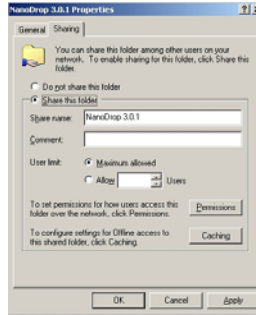 NanoDrop 3.0.1 Properties
General Sharing
You can share this folder among other users on your
network. To enable sharing for this folder, click Share this
folder.
Do not share this folder
Share this folder
Share name: NanoDrop 3.0.1
Comment:
User limit: Maximum allowed
Allow Users
To set permissions for how users access this
folder over the network, click Permissions.
Permissions
To configure settings for Offline access to
this shared folder, click Caching.
Caching
OK Cancel Apply